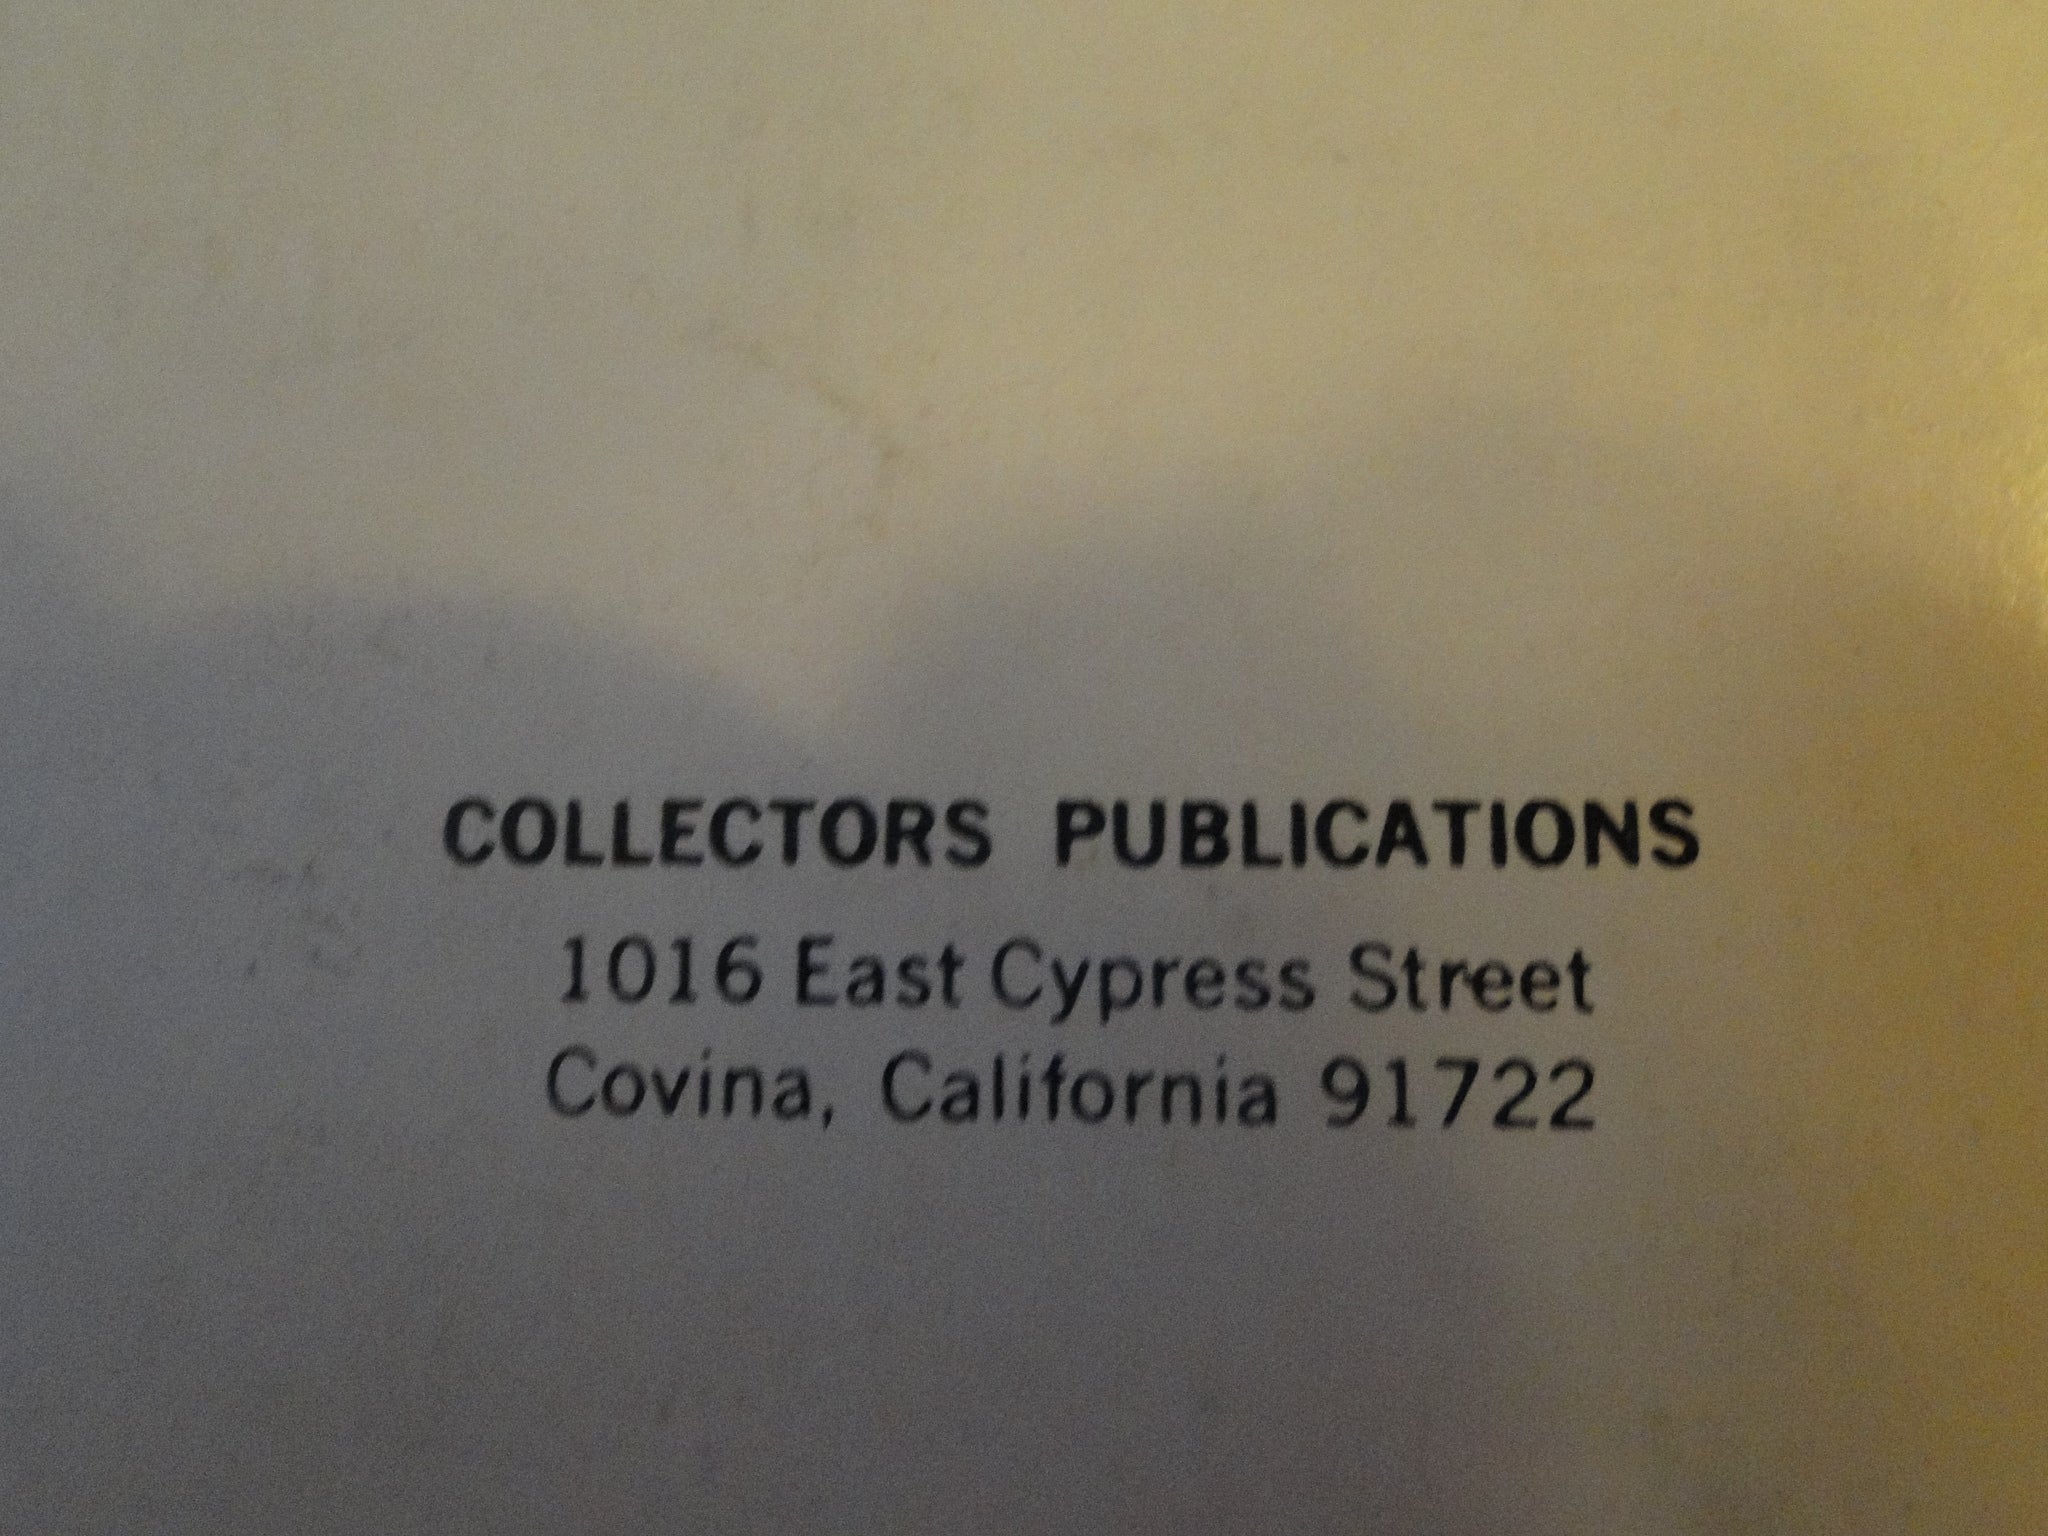 COLLECTORS PUBLICATIONS
1016 East Cypress Street
Covina, California 91722